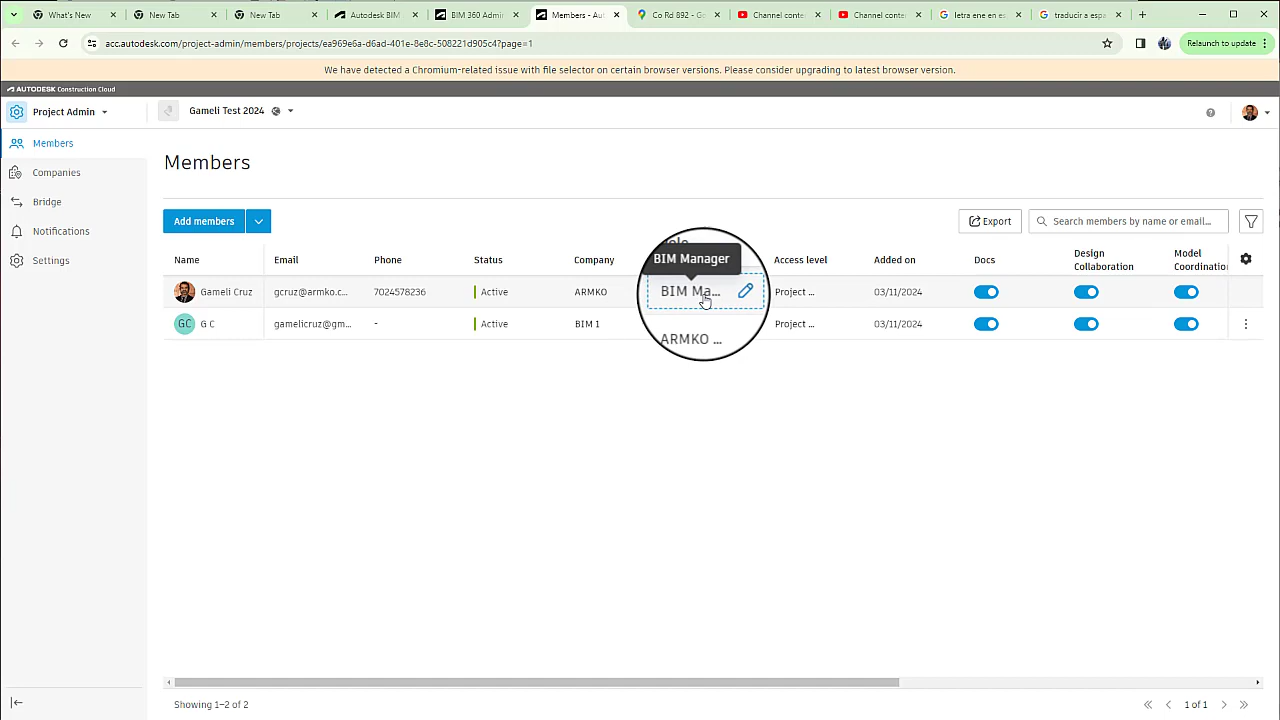 What's New
New Tab
New Tab
Autodesk BIM
BIM 360 Admin
Members - Aut
Co Rd 892 - G
Channel conte
Channel conte
letra ene en es
traducir a espa
acc.autodesk.com/project-admin/members/projects/ea969e6a-d6ad-401e-8e8c-508221d905c4?page=1
Relaunch to update
We have detected a Chromium-related issue with file selector on certain browser versions. Please consider upgrading to latest browser version.
AUTODESK Construction Cloud
Project Admin
Gameli Test 2024
Members
Companies
Bridge
Notifications
Settings
Members
Add members
Export
Search members by name or email...
Name Email Phone Status Company Role Access level Added on Docs Design Collaboration Model Coordination
BIM Manager
Gameli Cruz gcruz@armko.c... 7024578236 Active ARMKO BIM Ma... Project ... 03/11/2024
GC G C gamelicruz@gm... - Active BIM 1 ARMKO ... Project ... 03/11/2024
Showing 1-2 of 2
1 of 1